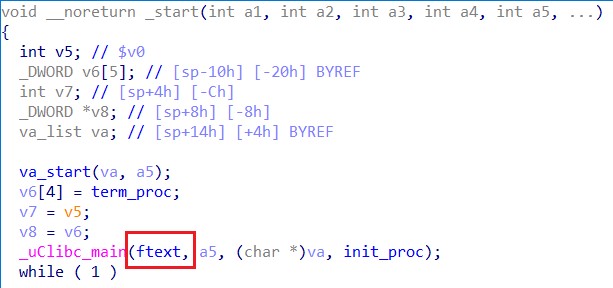 void __noreturn _start(int a1, int a2, int a3, int a4, int a5, ...)
{
int v5; // $v0
_DWORD v6[5]; // [sp-10h] [-20h] BYREF
int v7; // [sp+4h] [-Ch]
_DWORD *v8; // [sp+8h] [-8h]
va_list va; // [sp+14h] [+4h] BYREF
va_start(va, a5);
v6[4] = term_proc;
v7 = v5;
v8 = v6;
_uClibc_main(ftext, a5, (char *)va, init_proc);
while ( 1 )